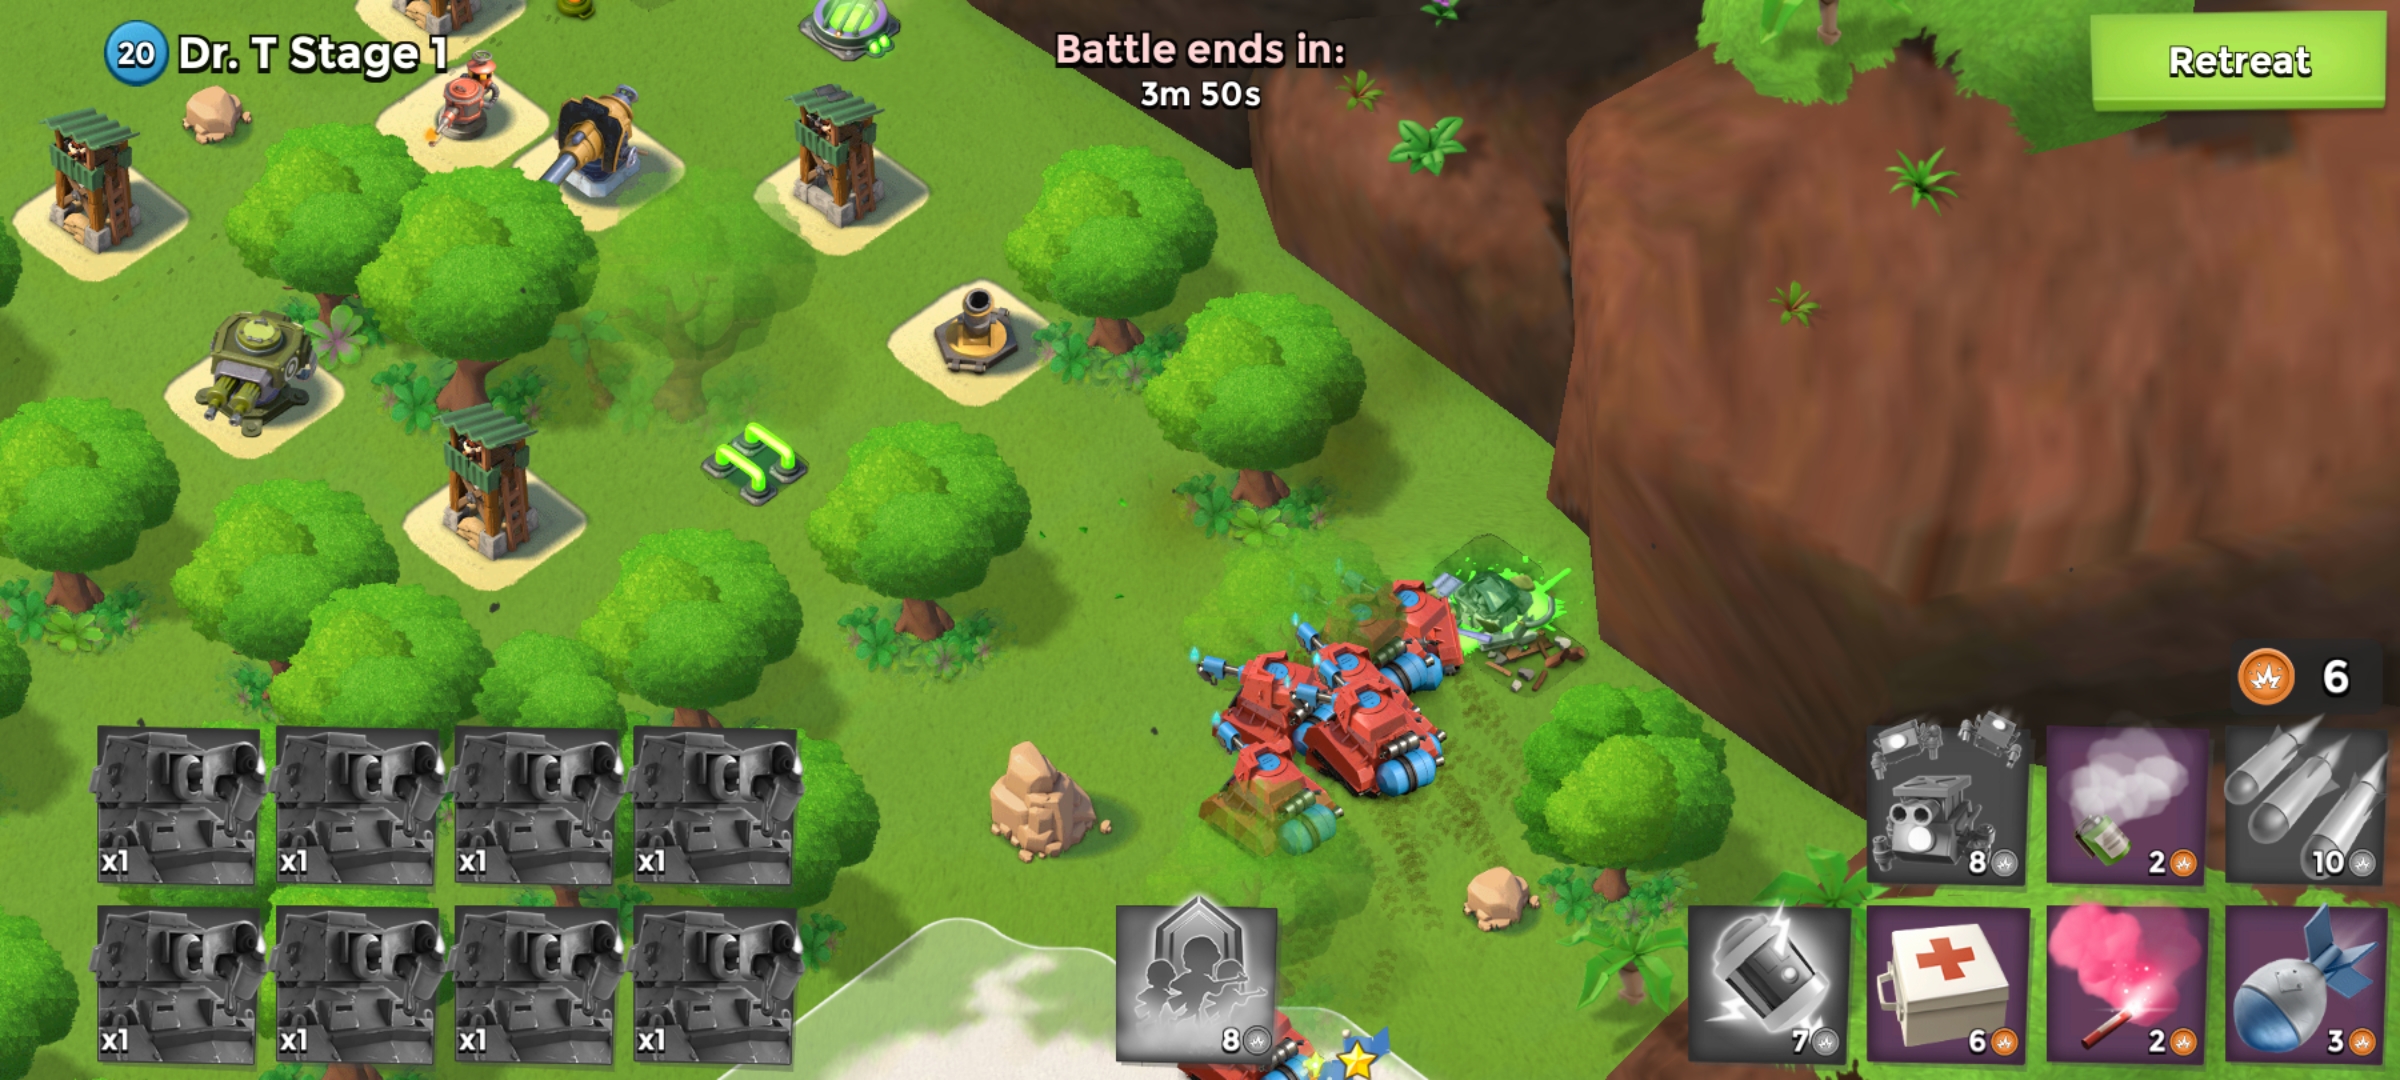 20 Dr. T Stage 1
Battle ends in:
3m 50s
Retreat
6
x1 x1 x1 x1
8 2 10
x1 x1 x1 x1
8
7 6 2 3